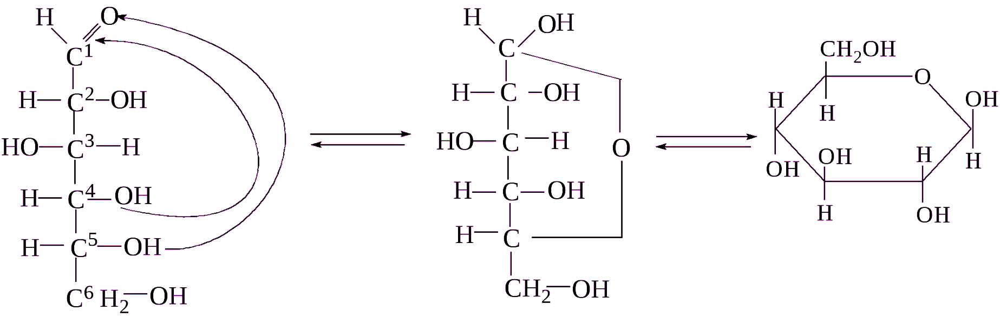 H O
C1
H C2 OH
HO C3 H
H C4 OH
H C5 OH
C6 H2 OH
H OH
C
H C OH
HO C H
O
H C OH
H C
CH2 OH
CH2OH
O
H OH
H
OH H
OH H
H OH